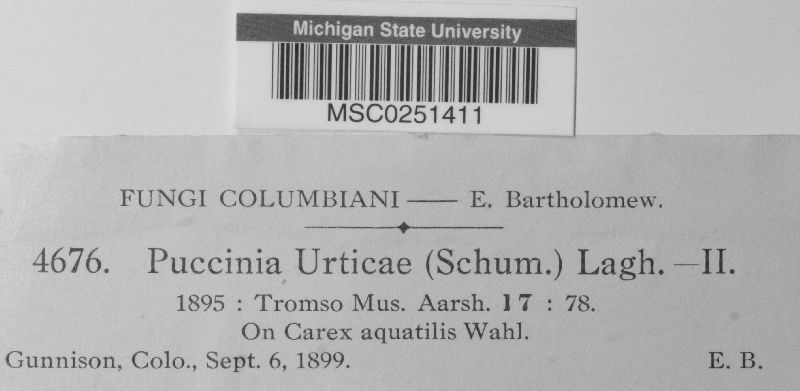 Michigan State University
MSC0251411
FUNGI COLUMBIANI — E. Bartholomew.
4676. Puccinia Urticae (Schum.) Lagh. —II.
1895 : Tromso Mus. Aarsh. 17 : 78.
On Carex aquatilis Wahl.
Gunnison, Colo., Sept. 6, 1899. E. B.